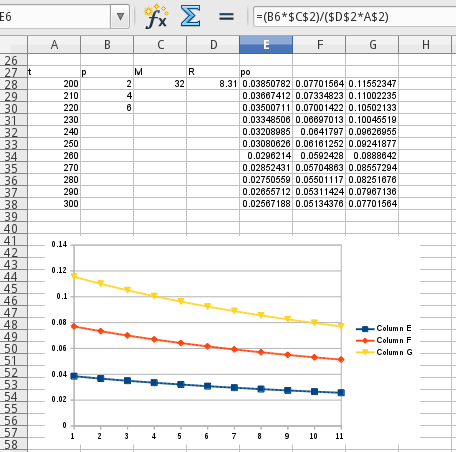 E6 =(B6*$C$2)/($D$2*A$2)
A B C D E F G H
26
27 t p M R po
28 200 2 32 8.31 0.03850782 0.07701564 0.11552347
29 210 4 0.03667412 0.07334823 0.11002235
30 220 6 0.03500711 0.07001422 0.10502133
31 230 0.03348506 0.06697013 0.10045519
32 240 0.03208985 0.0641797 0.09626955
33 250 0.03080626 0.06161252 0.09241877
34 260 0.0296214 0.0592428 0.0888642
35 270 0.02852431 0.05704863 0.08557294
36 280 0.02750559 0.05501117 0.08251676
37 290 0.02655712 0.05311424 0.07967136
38 300 0.02567188 0.05134376 0.07701564
39
40
41
42
43
44
45
46
47
48
49
50
51
52
53
54
55
56
57
58
0.14
0.12
0.1
0.08
0.06
0.04
0.02
0
1 2 3 4 5 6 7 8 9 10 11
Column E
Column F
Column G